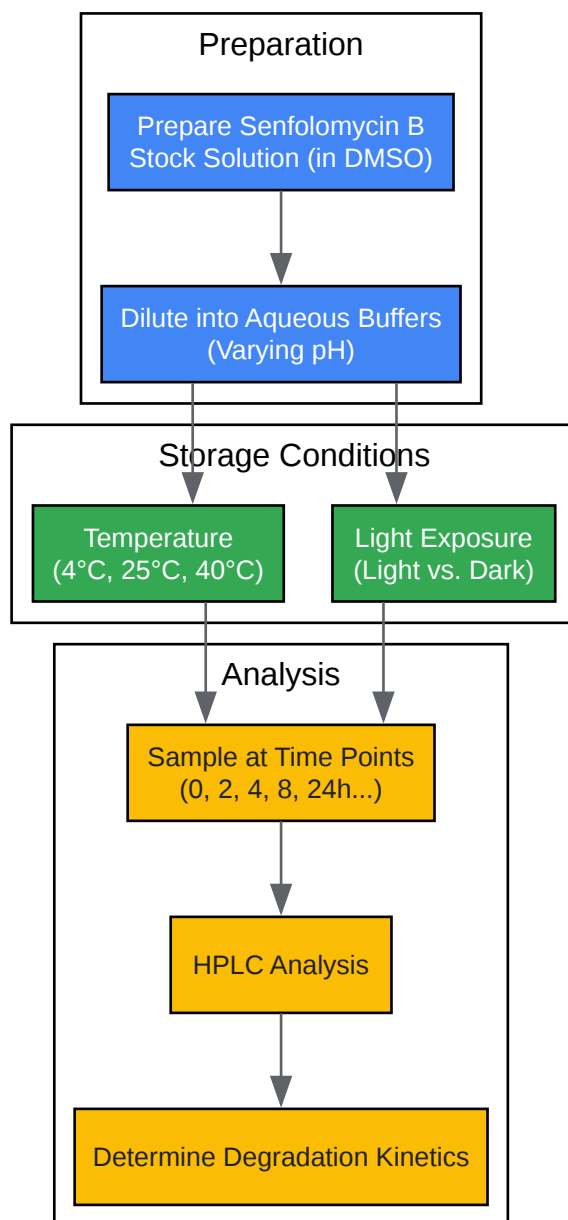 Preparation
Prepare Senfolomycin B
Stock Solution (in DMSO)
Dilute into Aqueous Buffers
(Varying pH)
Storage Conditions
Temperature
(4°C, 25°C, 40°C)
Light Exposure
(Light vs. Dark)
Analysis
Sample at Time Points
(0, 2, 4, 8, 24h...)
HPLC Analysis
Determine Degradation Kinetics